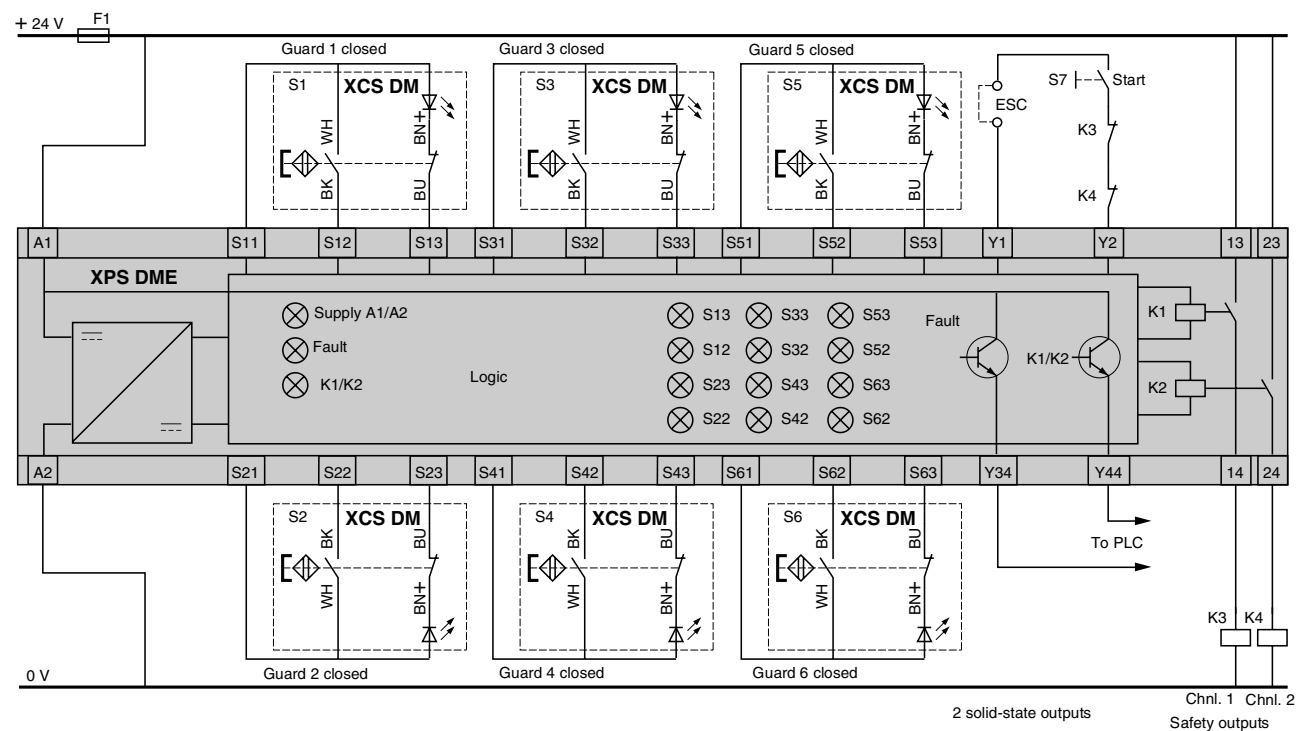 + 24 V
F1
Guard 1 closed
Guard 3 closed
Guard 5 closed
S1
XCS DM
WH
BN+
BK
BU
S3
XCS DM
WH
BN+
BK
BU
S5
XCS DM
WH
BN+
BK
BU
ESC
S7
Start
K3
K4
A1
S11
S12
S13
S31
S32
S33
S51
S52
S53
Y1
Y2
13
23
XPS DME
Supply A1/A2
Fault
K1/K2
Logic
S13
S33
S53
S12
S32
S52
S23
S43
S63
S22
S42
S62
Fault
K1/K2
K1
K2
A2
S21
S22
S23
S41
S42
S43
S61
S62
S63
Y34
Y44
14
24
S2
XCS DM
BK
BU
WH
BN+
S4
XCS DM
BK
BU
WH
BN+
S6
XCS DM
BK
BU
WH
BN+
To PLC
K3
K4
Guard 2 closed
Guard 4 closed
Guard 6 closed
0 V
Chnl. 1
Chnl. 2
2 solid-state outputs
Safety outputs